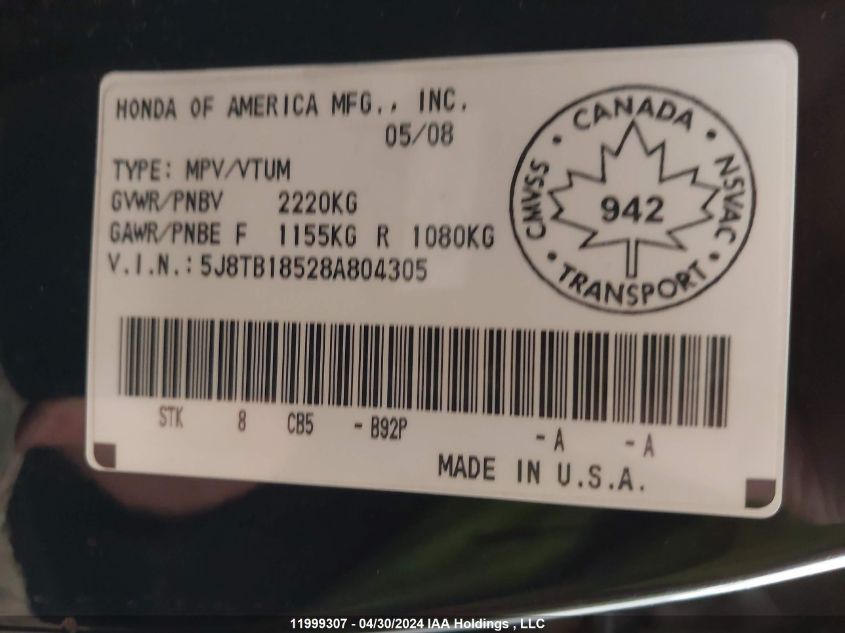 HONDA OF AMERICA MFG., INC.
05/08
TYPE: MPV/VTUM
GVWR/PNBV 2220KG
GAWR/PNBE F 1155KG R 1080KG
V.I.N.: 5J8TB18528A804305
CANADA • NSVAC • TRANSPORT • CMVSS •
942
STK 8 CB5 - B92P - A - A
MADE IN U.S.A.
11999307 - 04/30/2024 IAA Holdings , LLC